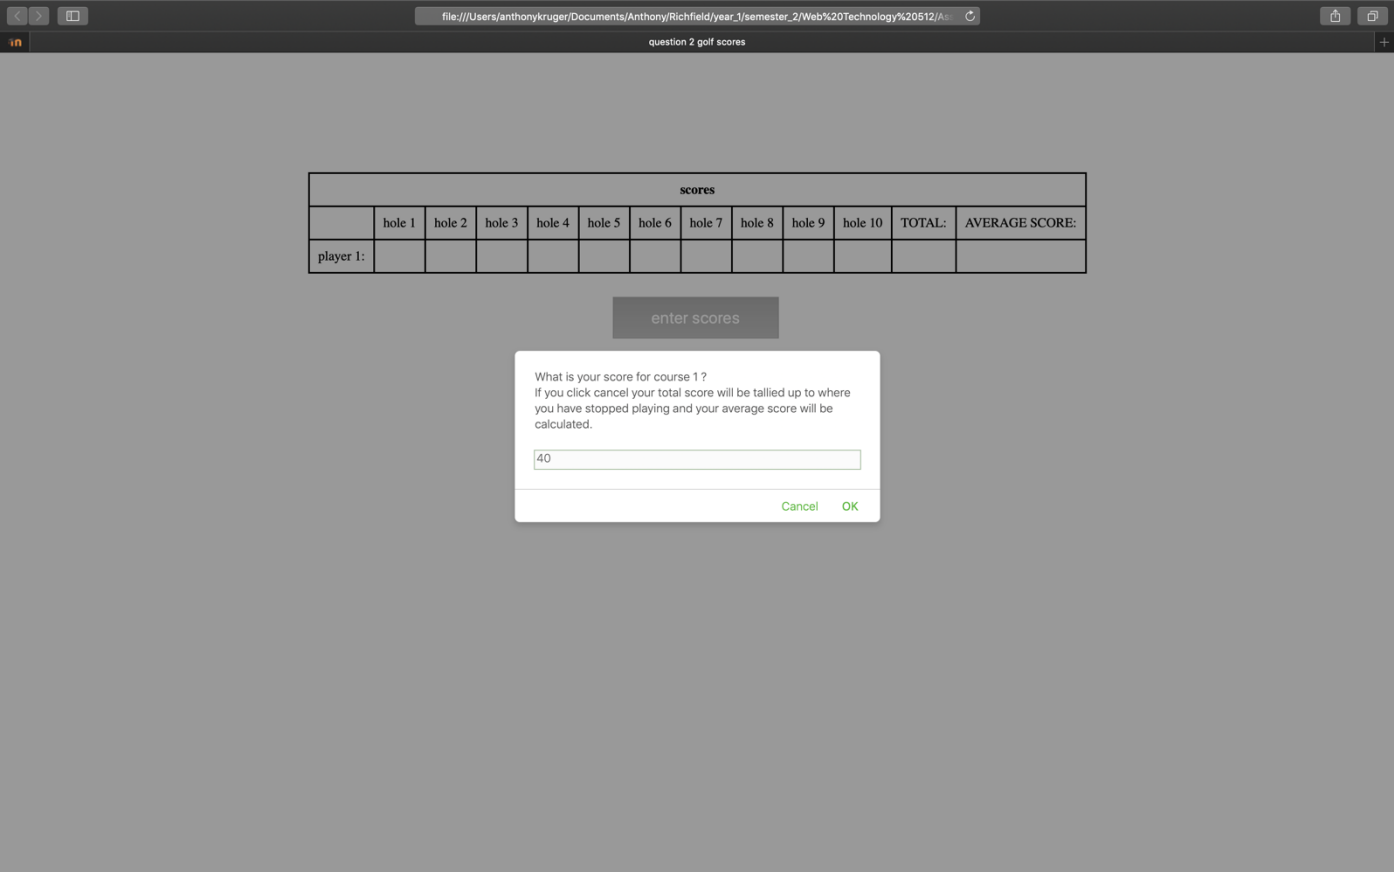 file:///Users/anthonykruger/Documents/Anthony/Richfield/year_1/semester_2/Web%20Technology%20512/As
question 2 golf scores
scores
hole 1 hole 2 hole 3 hole 4 hole 5 hole 6 hole 7 hole 8 hole 9 hole 10 TOTAL: AVERAGE SCORE:
player 1:
enter scores
What is your score for course 1 ?
If you click cancel your total score will be tallied up to where
you have stopped playing and your average score will be
calculated.
40
Cancel OK